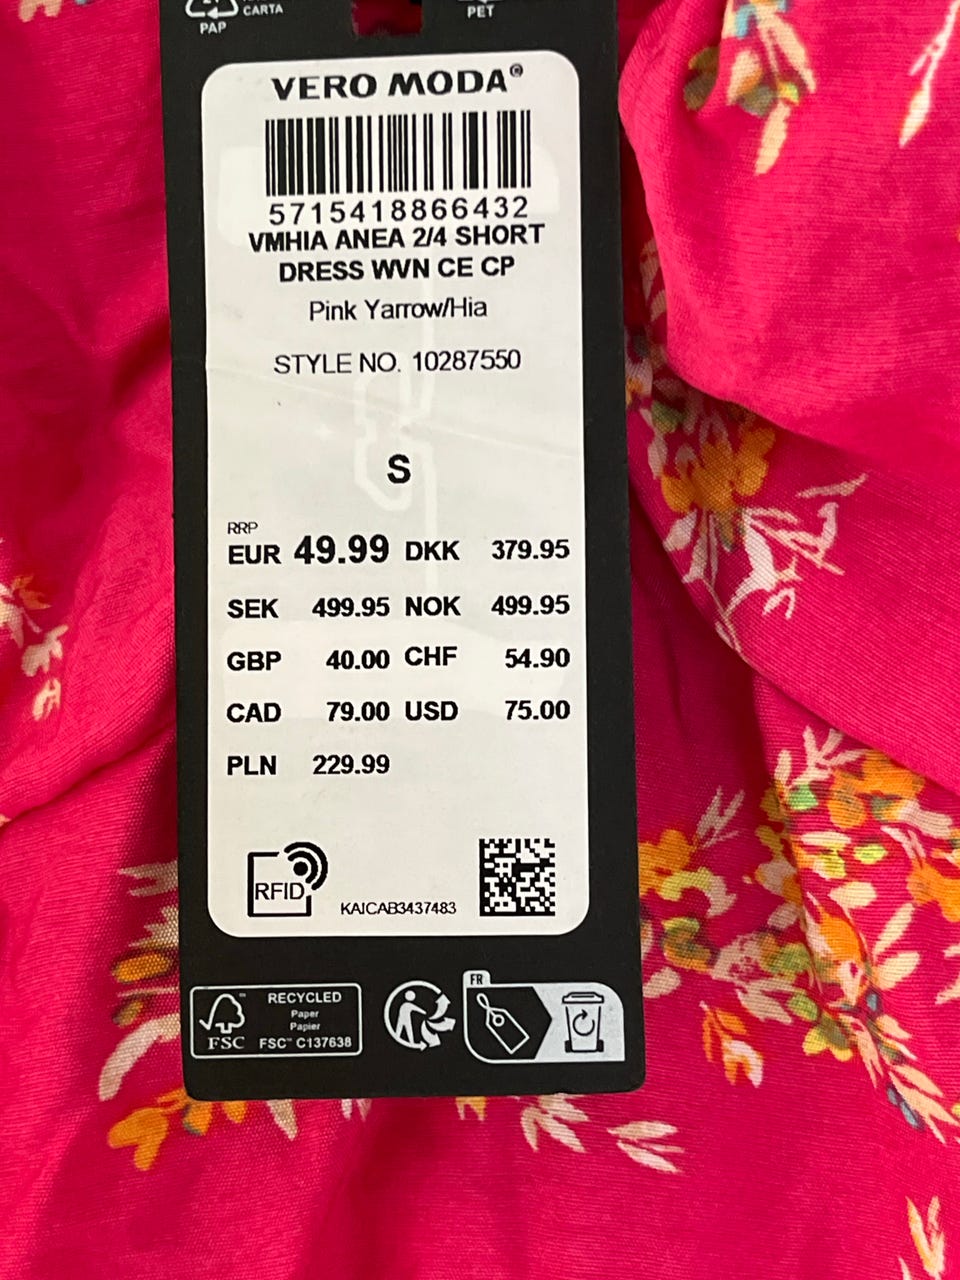 CARTA
PAP
PET
VERO MODA®
5715418866432
VMHIA ANEA 2/4 SHORT
DRESS WVN CE CP
Pink Yarrow/Hia
STYLE NO. 10287550
S
RRP
EUR 49.99 DKK 379.95
SEK 499.95 NOK 499.95
GBP 40.00 CHF 54.90
CAD 79.00 USD 75.00
PLN 229.99
RFID
KAICAB3437483
FR
RECYCLED
Paper
Papier
FSC™ C137638
FSC